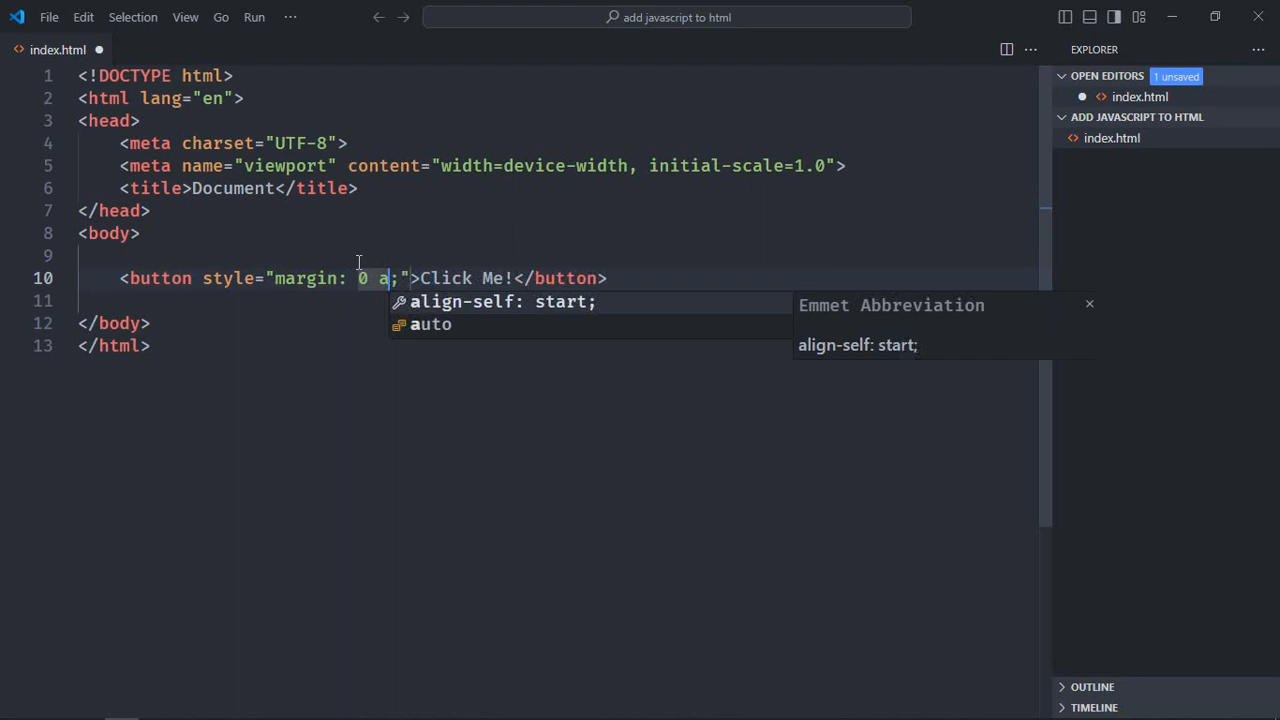 File Edit Selection View Go Run ···
add javascript to html
index.html
1 <!DOCTYPE html>
2 <html lang="en">
3 <head>
4 <meta charset="UTF-8">
5 <meta name="viewport" content="width=device-width, initial-scale=1.0">
6 <title>Document</title>
7 </head>
8 <body>
9
10 <button style="margin: 0 a;">Click Me!</button>
11
12 </body>
13 </html>
align-self: start;
auto
Emmet Abbreviation
align-self: start;
EXPLORER
OPEN EDITORS 1 unsaved
index.html
ADD JAVASCRIPT TO HTML
index.html
OUTLINE
TIMELINE